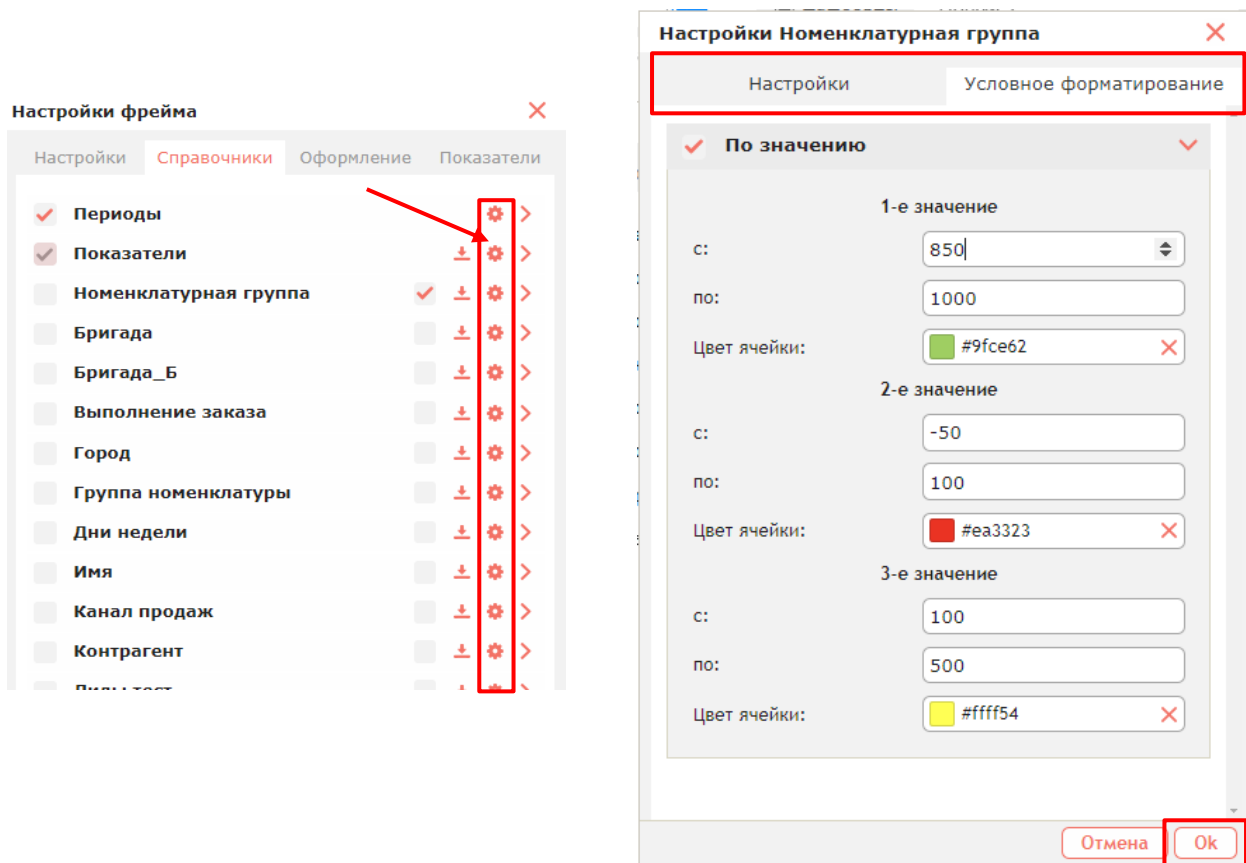 Настройки фрейма
Настройки Справочники Оформление Показатели
Периоды
Показатели
Номенклатурная группа
Бригада
Бригада_Б
Выполнение заказа
Город
Группа номенклатуры
Дни недели
Имя
Канал продаж
Контрагент
Настройки Номенклатурная группа
Настройки Условное форматирование
По значению
1-е значение
с: 850
по: 1000
Цвет ячейки: #9fce62
2-е значение
с: -50
по: 100
Цвет ячейки: #ea3323
3-е значение
с: 100
по: 500
Цвет ячейки: #ffff54
Отмена Ok